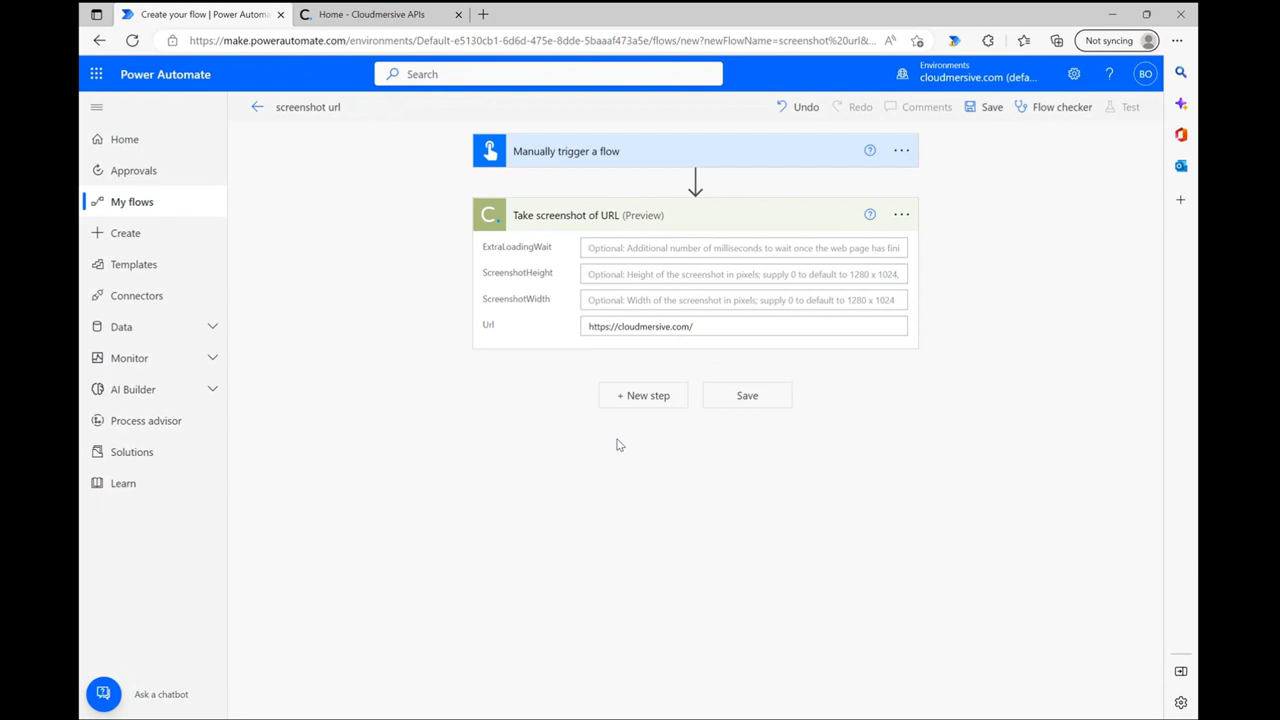 Create your flow | Power Automa
Home - Cloudmersive APIs
https://make.powerautomate.com/environments/Default-e5130cb1-6d6d-475e-8dde-5baaaf473a5e/flows/new?newFlowName=screenshot%20url&...
Not syncing
Power Automate
Search
Environments
cloudmersive.com (defa...
BO
screenshot url
Undo
Redo
Comments
Save
Flow checker
Test
Home
Approvals
My flows
Create
Templates
Connectors
Data
Monitor
AI Builder
Process advisor
Solutions
Learn
Ask a chatbot
Manually trigger a flow
C. Take screenshot of URL (Preview)
ExtraLoadingWait
Optional: Additional number of milliseconds to wait once the web page has fini
ScreenshotHeight
Optional: Height of the screenshot in pixels; supply 0 to default to 1280 x 1024,
ScreenshotWidth
Optional: Width of the screenshot in pixels; supply 0 to default to 1280 x 1024
Url
https://cloudmersive.com/
+ New step
Save